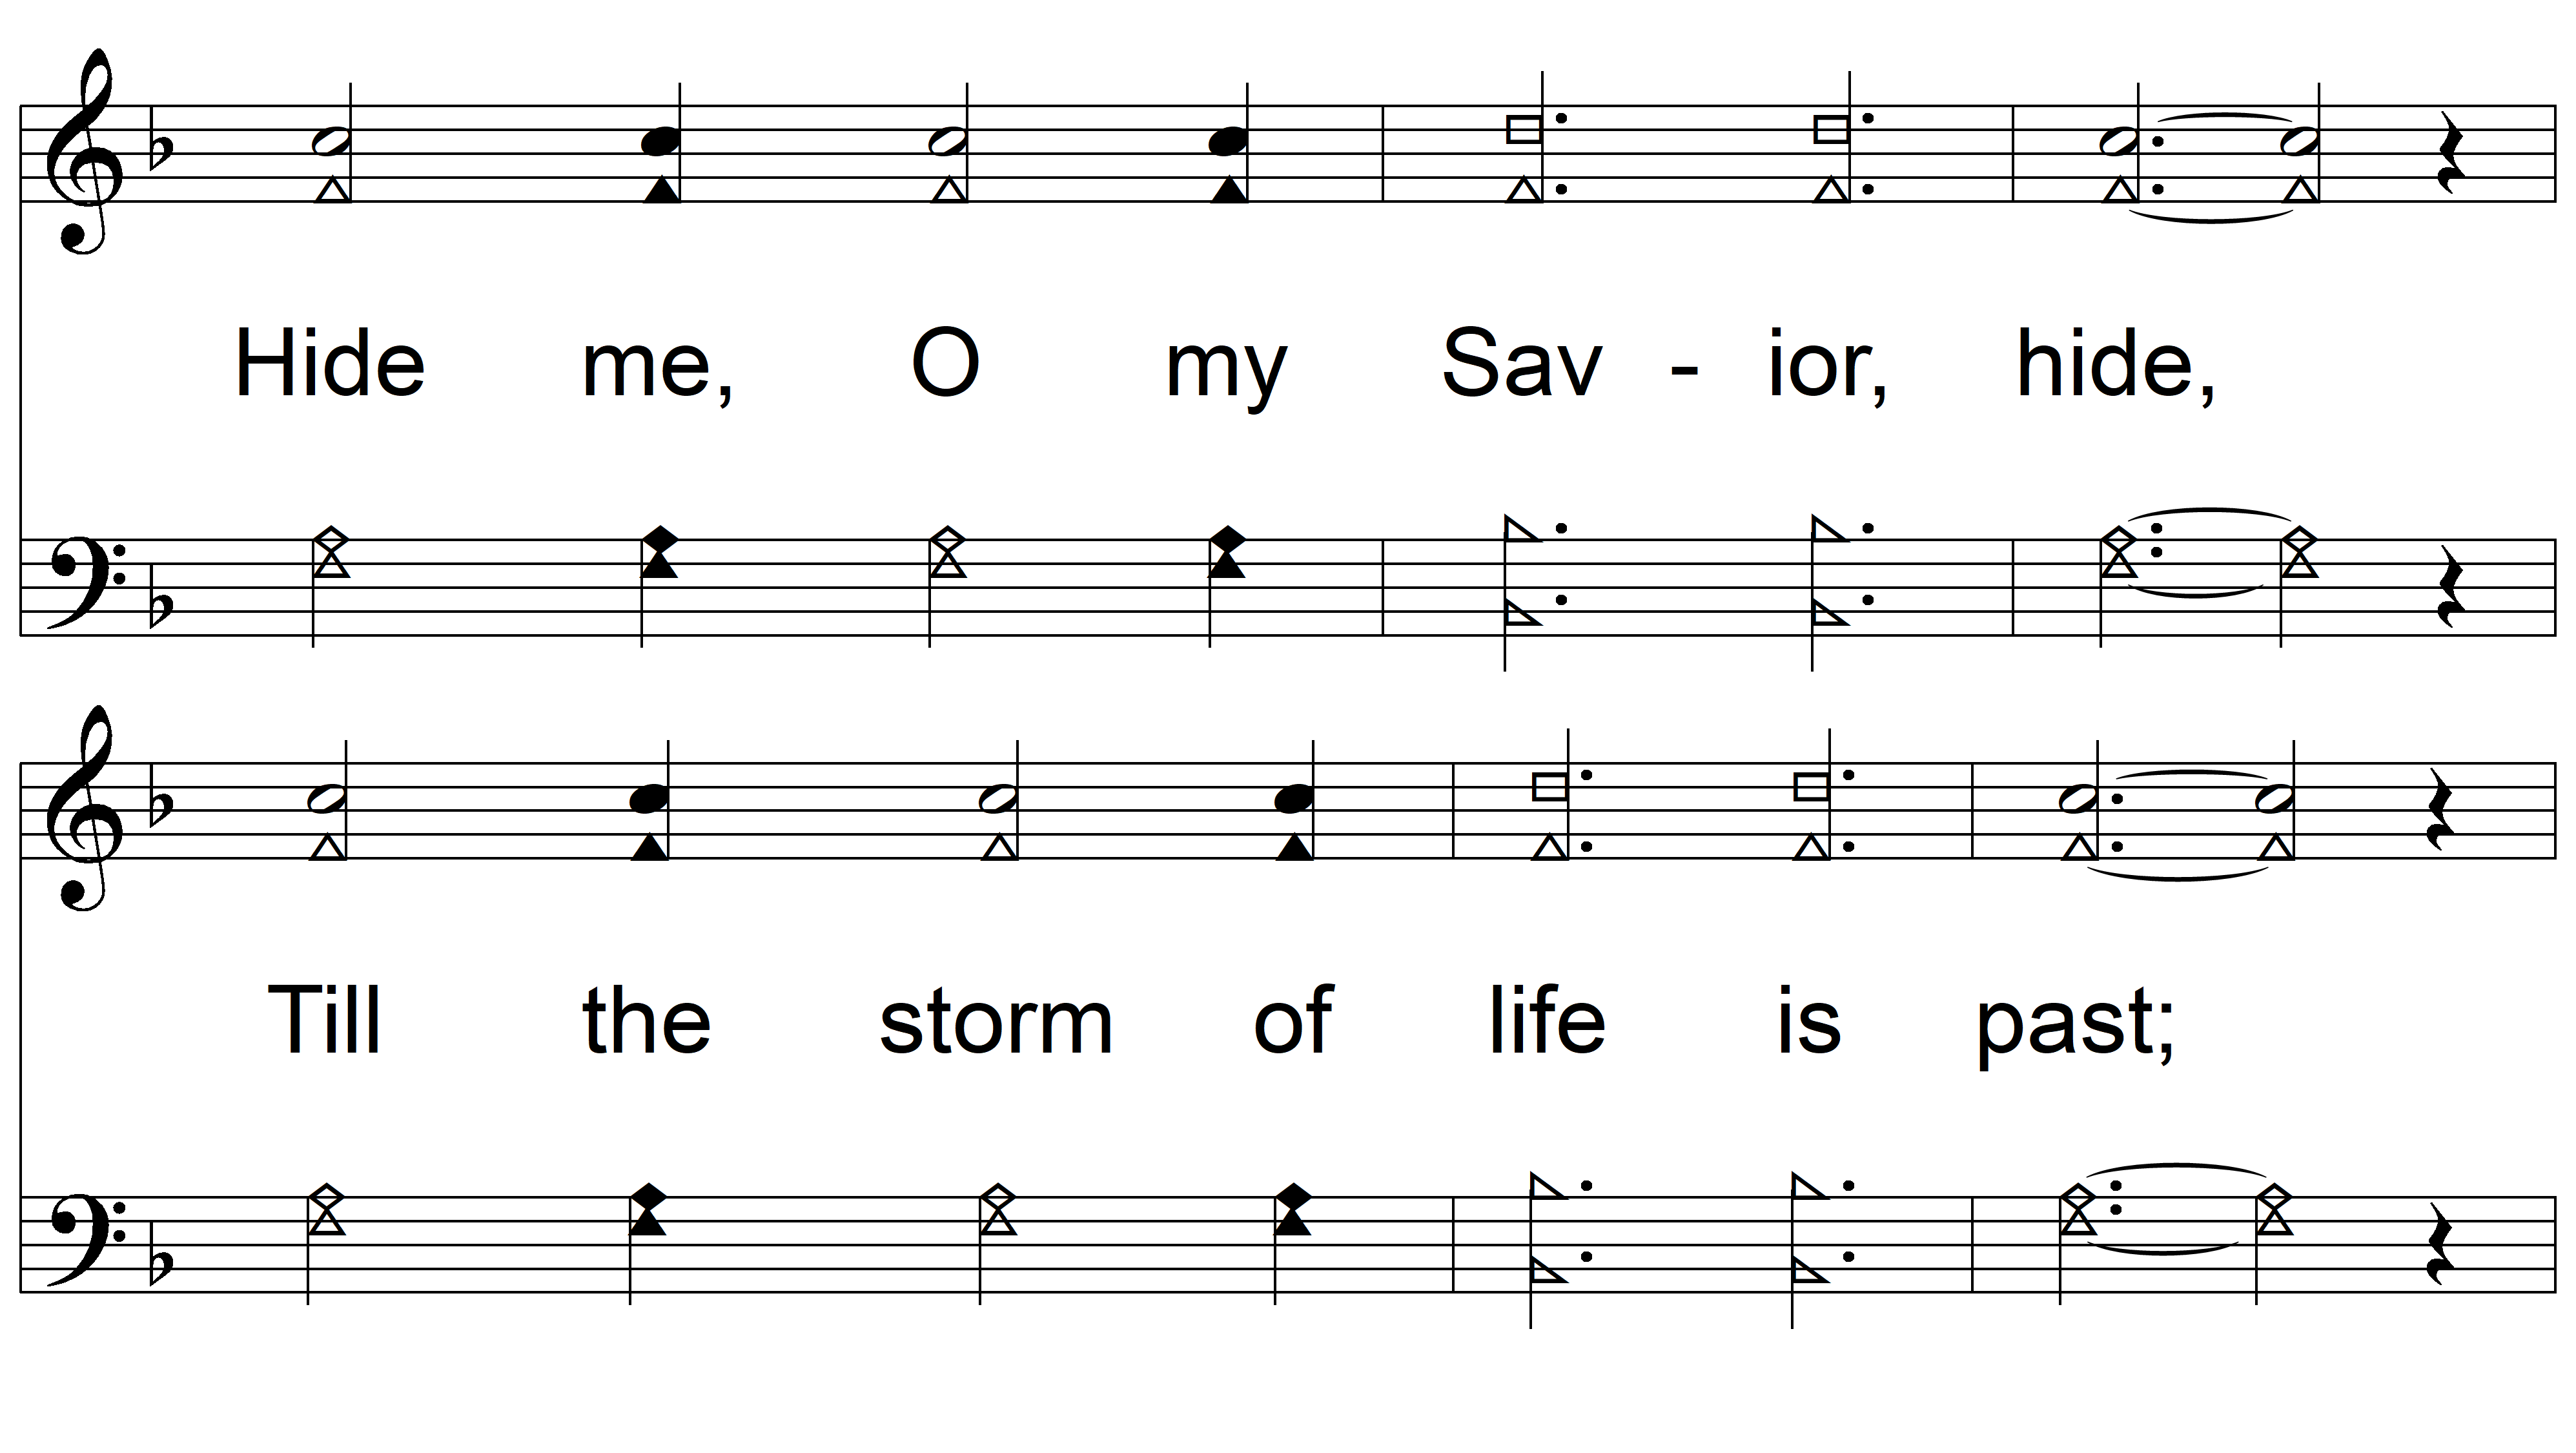 Hide me, O my Sav - ior, hide,
Till the storm of life is past;